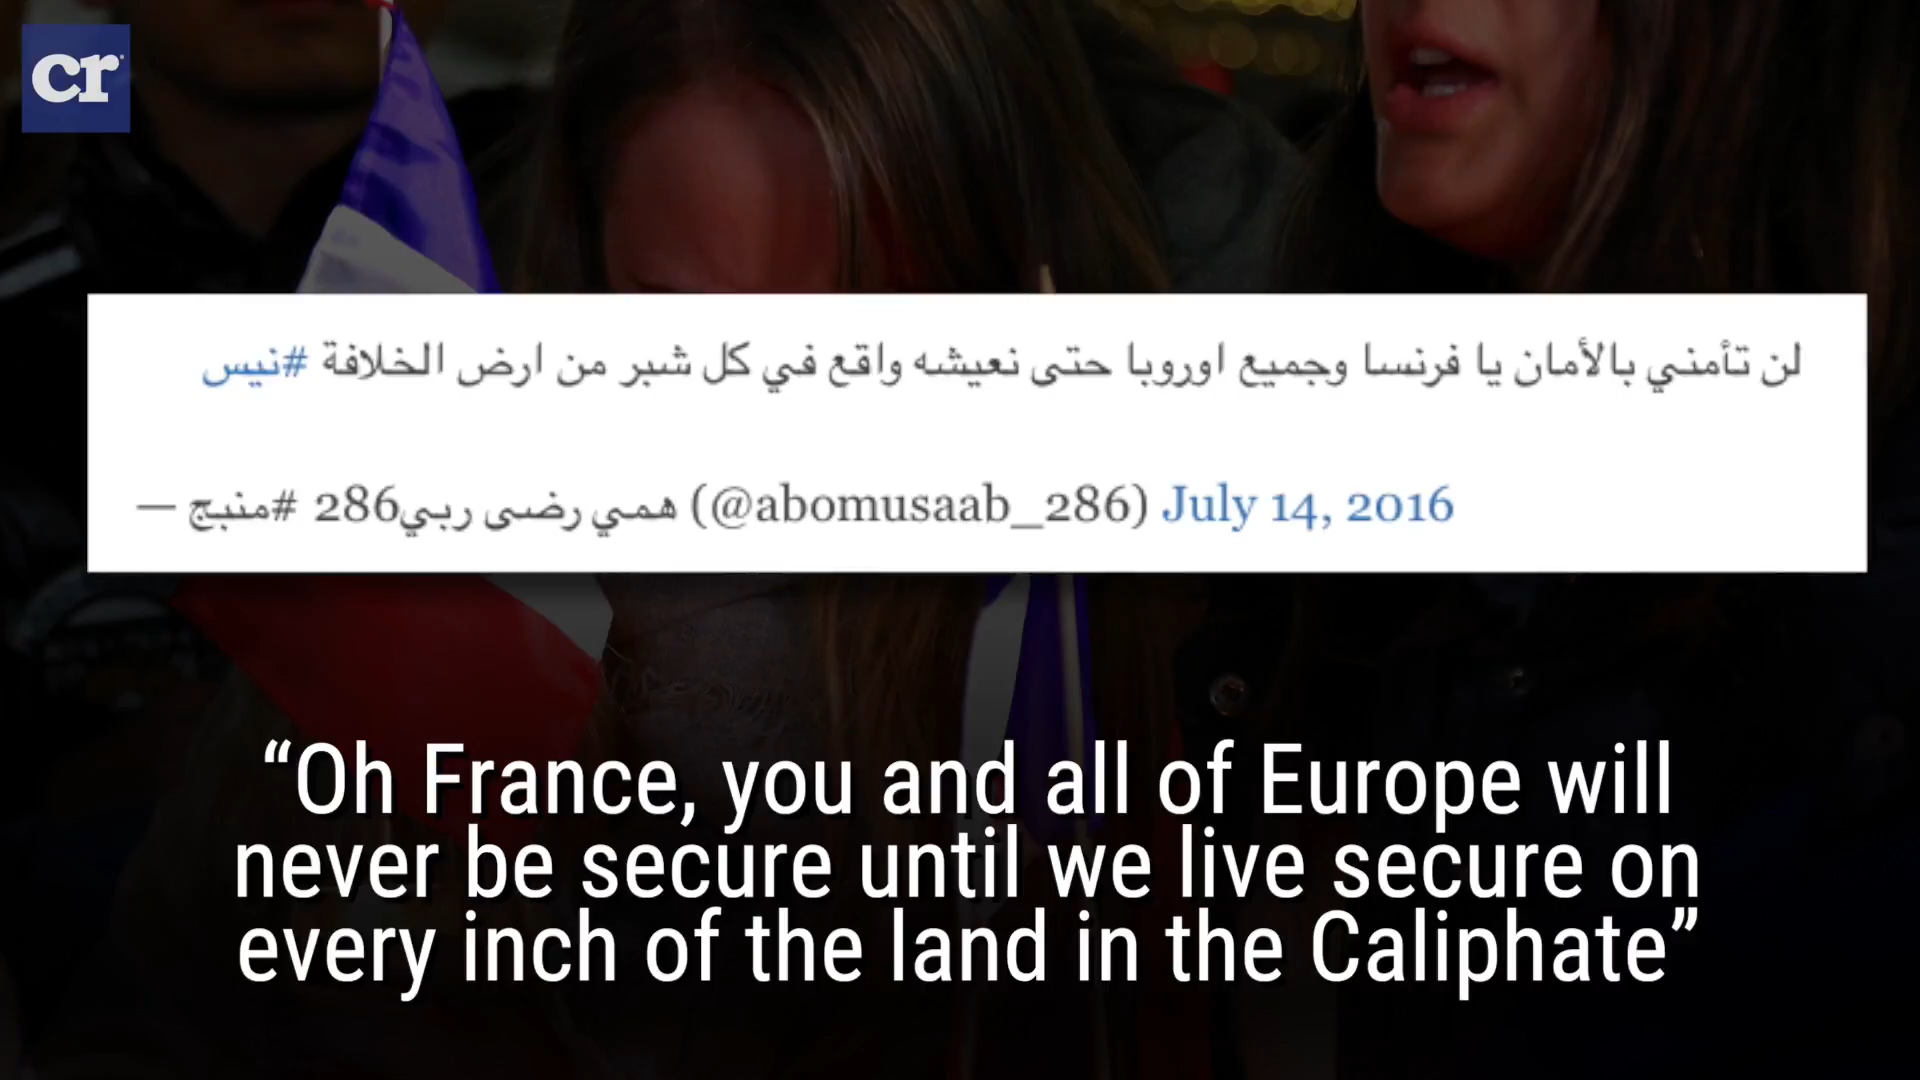 cr
لن تأمني بالأمان يا فرنسا وجميع اوروبا حتى نعيشه واقع في كل شبر من ارض الخلافة #نيس
— همي رضى ربي286 #منبج (@abomusaab_286) July 14, 2016
“Oh France, you and all of Europe will
never be secure until we live secure on
every inch of the land in the Caliphate”